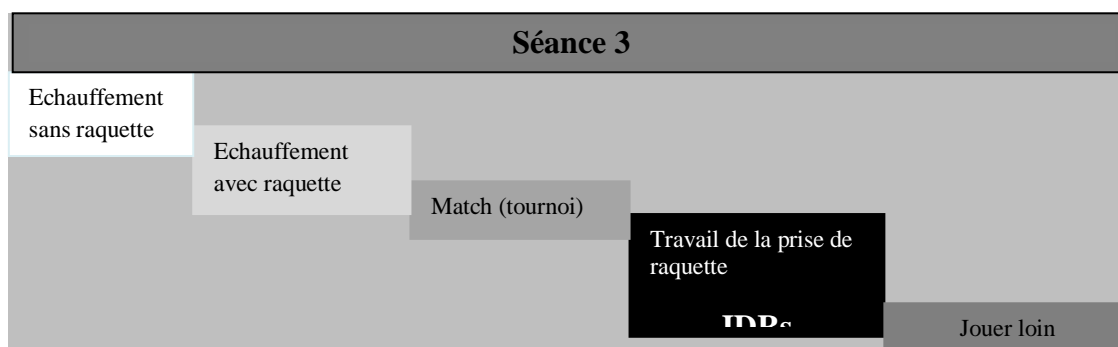 Séance 3
Echauffement
sans raquette
Echauffement
avec raquette
Match (tournoi)
Travail de la prise de
raquette
Jouer loin